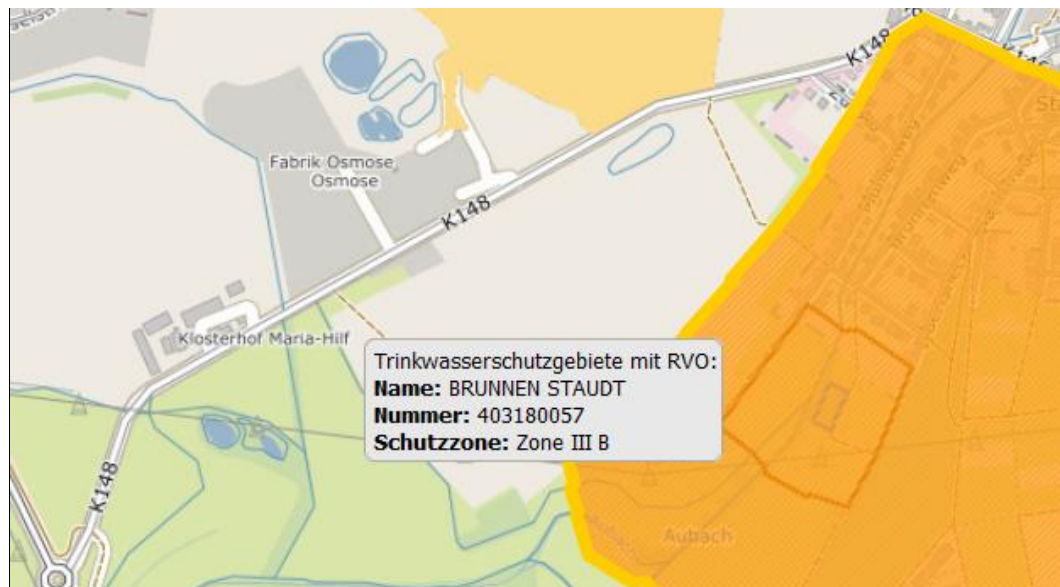 K148
K148
Fabrik Osmose
Osmose
K148
Klosterhof Maria-Hilf
Trinkwasserschutzgebiete mit RVO:
Name: BRUNNEN STAUDT
Nummer: 403180057
Schutzzone: Zone III B
K148
Aubach